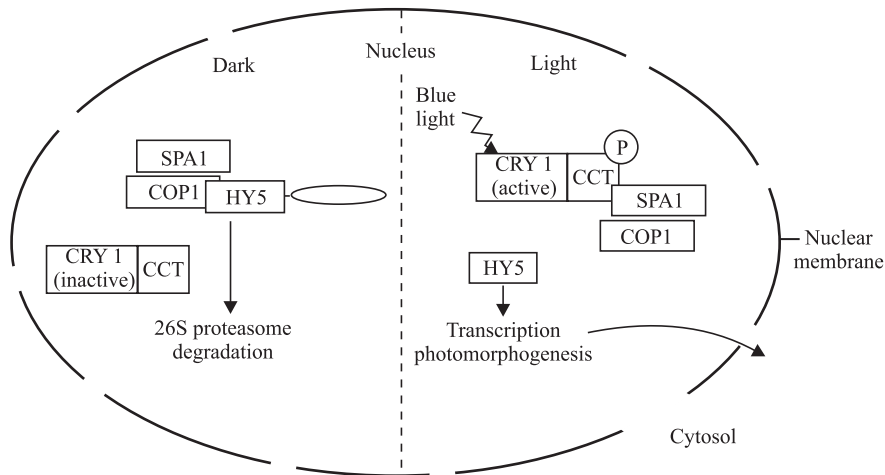 Dark
Nucleus
Light
Blue
light
SPA1
COP1
HY5
CRY 1
(inactive)
CCT
26S proteasome
degradation
P
CRY 1
(active)
CCT
SPA1
COP1
HY5
Transcription
photomorphogenesis
Nuclear
membrane
Cytosol